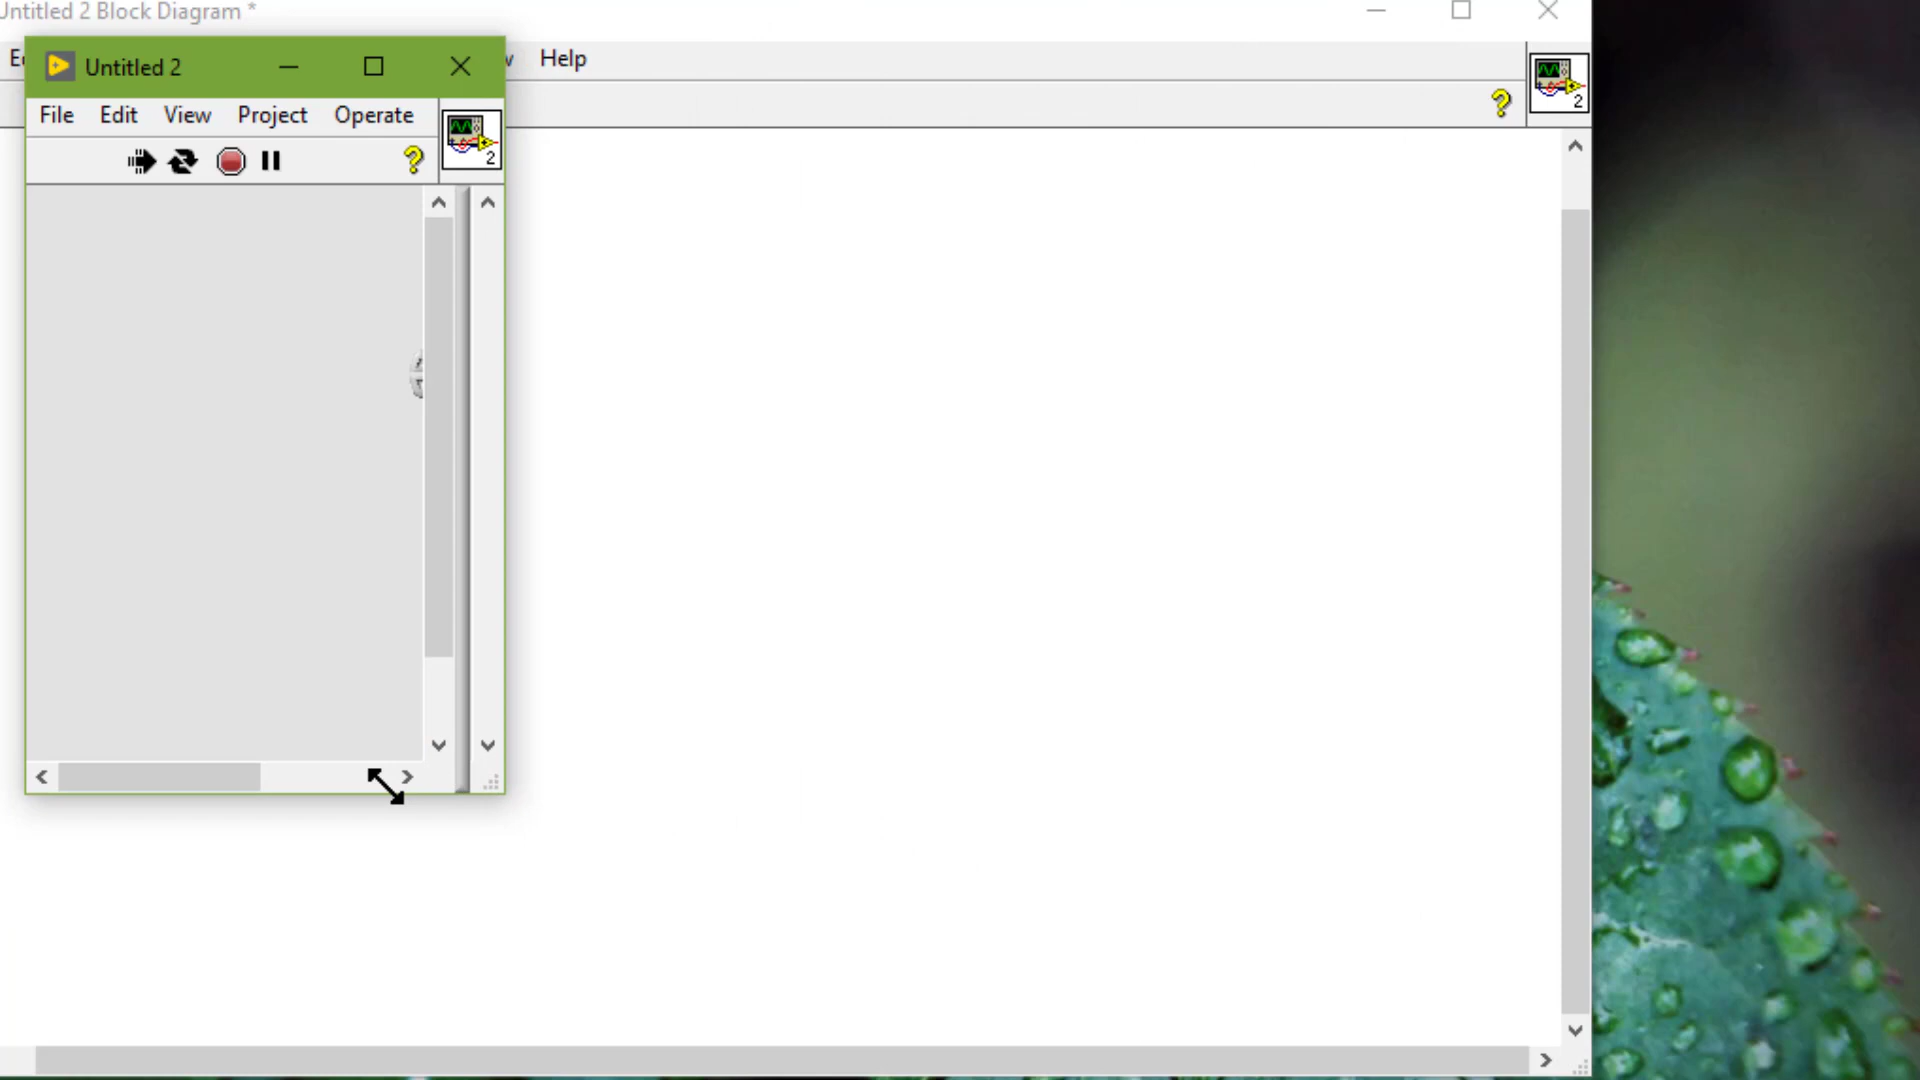 Untitled 2 Block Diagram *
Help
2
Untitled 2
File Edit View Project Operate
2